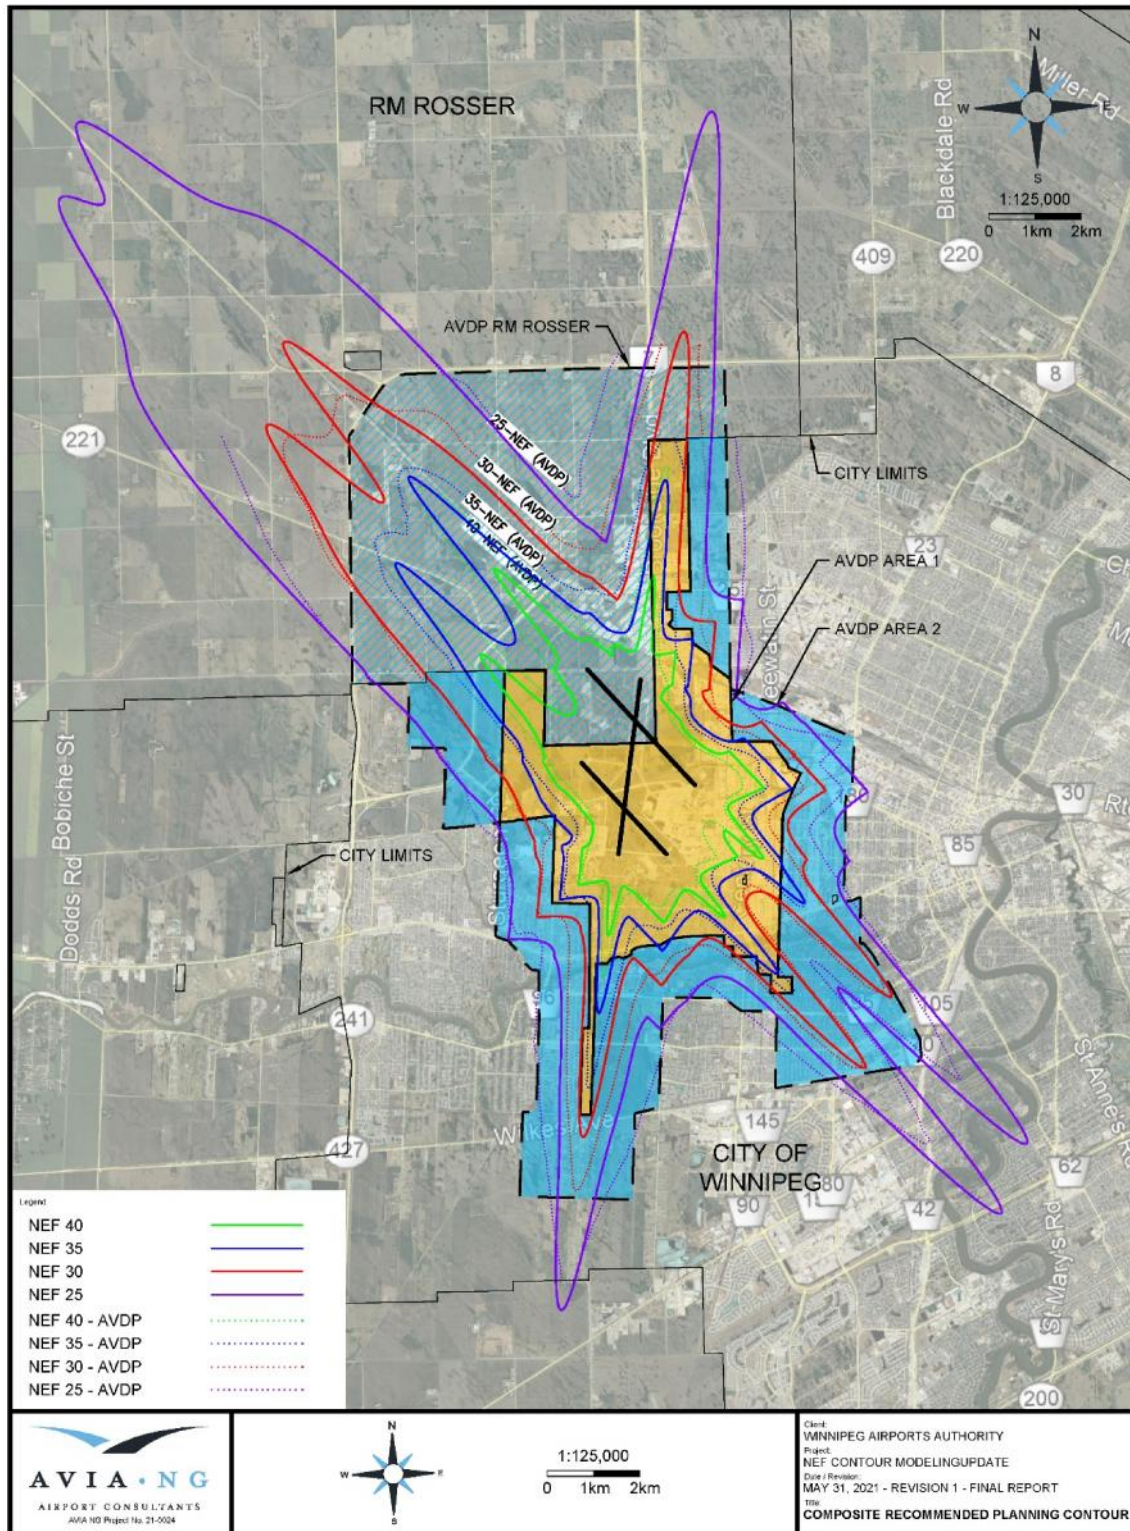 RM ROSSER
N
W
E
S
1:125,000
0 1km 2km
Miller Rd
Blackdale Rd
409
220
AVDP RM ROSSER
8
221
25-NEF (AVDP)
30-NEF (AVDP)
35-NEF (AVDP)
CITY LIMITS
23
AVDP AREA 1
AVDP AREA 2
Dodds Rd
Bobiche St
30
85
CITY LIMITS
96
105
241
St Anne's Rd
145
CITY OF
WINNIPEG
427
62
80
90
42
St Mary's Rd
200
Legend
NEF 40
NEF 35
NEF 30
NEF 25
NEF 40 - AVDP
NEF 35 - AVDP
NEF 30 - AVDP
NEF 25 - AVDP
AVIA·NG
AIRPORT CONSULTANTS
AVIA NG Project No. 21-0024
N
W
E
S
1:125,000
0 1km 2km
Client:
WINNIPEG AIRPORTS AUTHORITY
Project:
NEF CONTOUR MODELINGUPDATE
Date / Revision:
MAY 31, 2021 - REVISION 1 - FINAL REPORT
Title:
COMPOSITE RECOMMENDED PLANNING CONTOUR